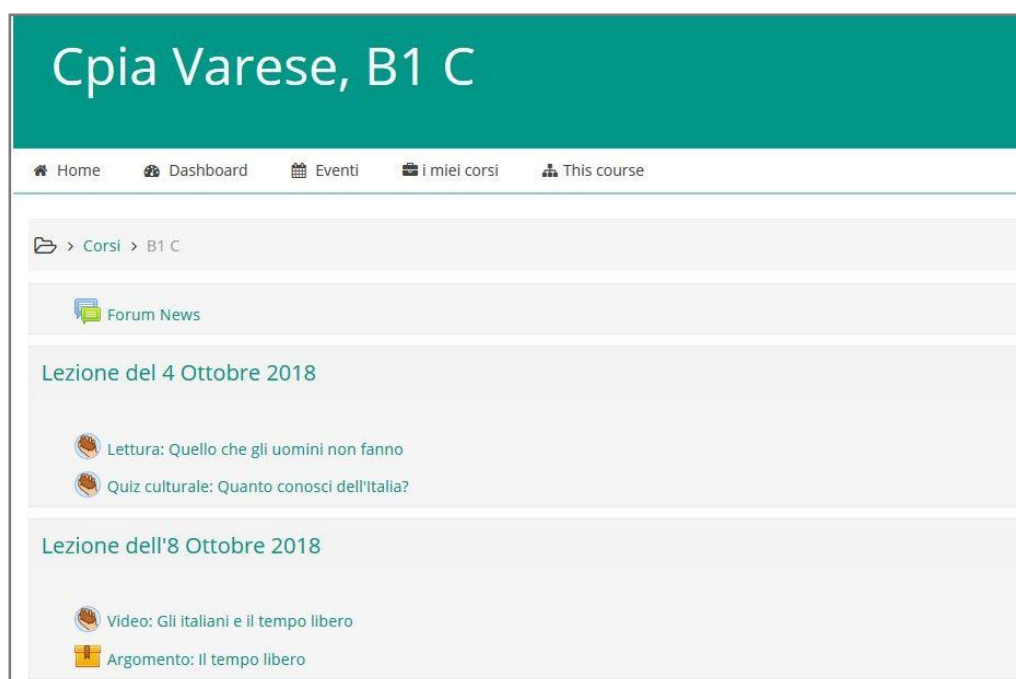 Cpia Varese, B1 C
Home Dashboard Eventi i miei corsi This course
> Corsi > B1 C
Forum News
Lezione del 4 Ottobre 2018
Lettura: Quello che gli uomini non fanno
Quiz culturale: Quanto conosci dell'Italia?
Lezione dell'8 Ottobre 2018
Video: Gli italiani e il tempo libero
Argomento: Il tempo libero